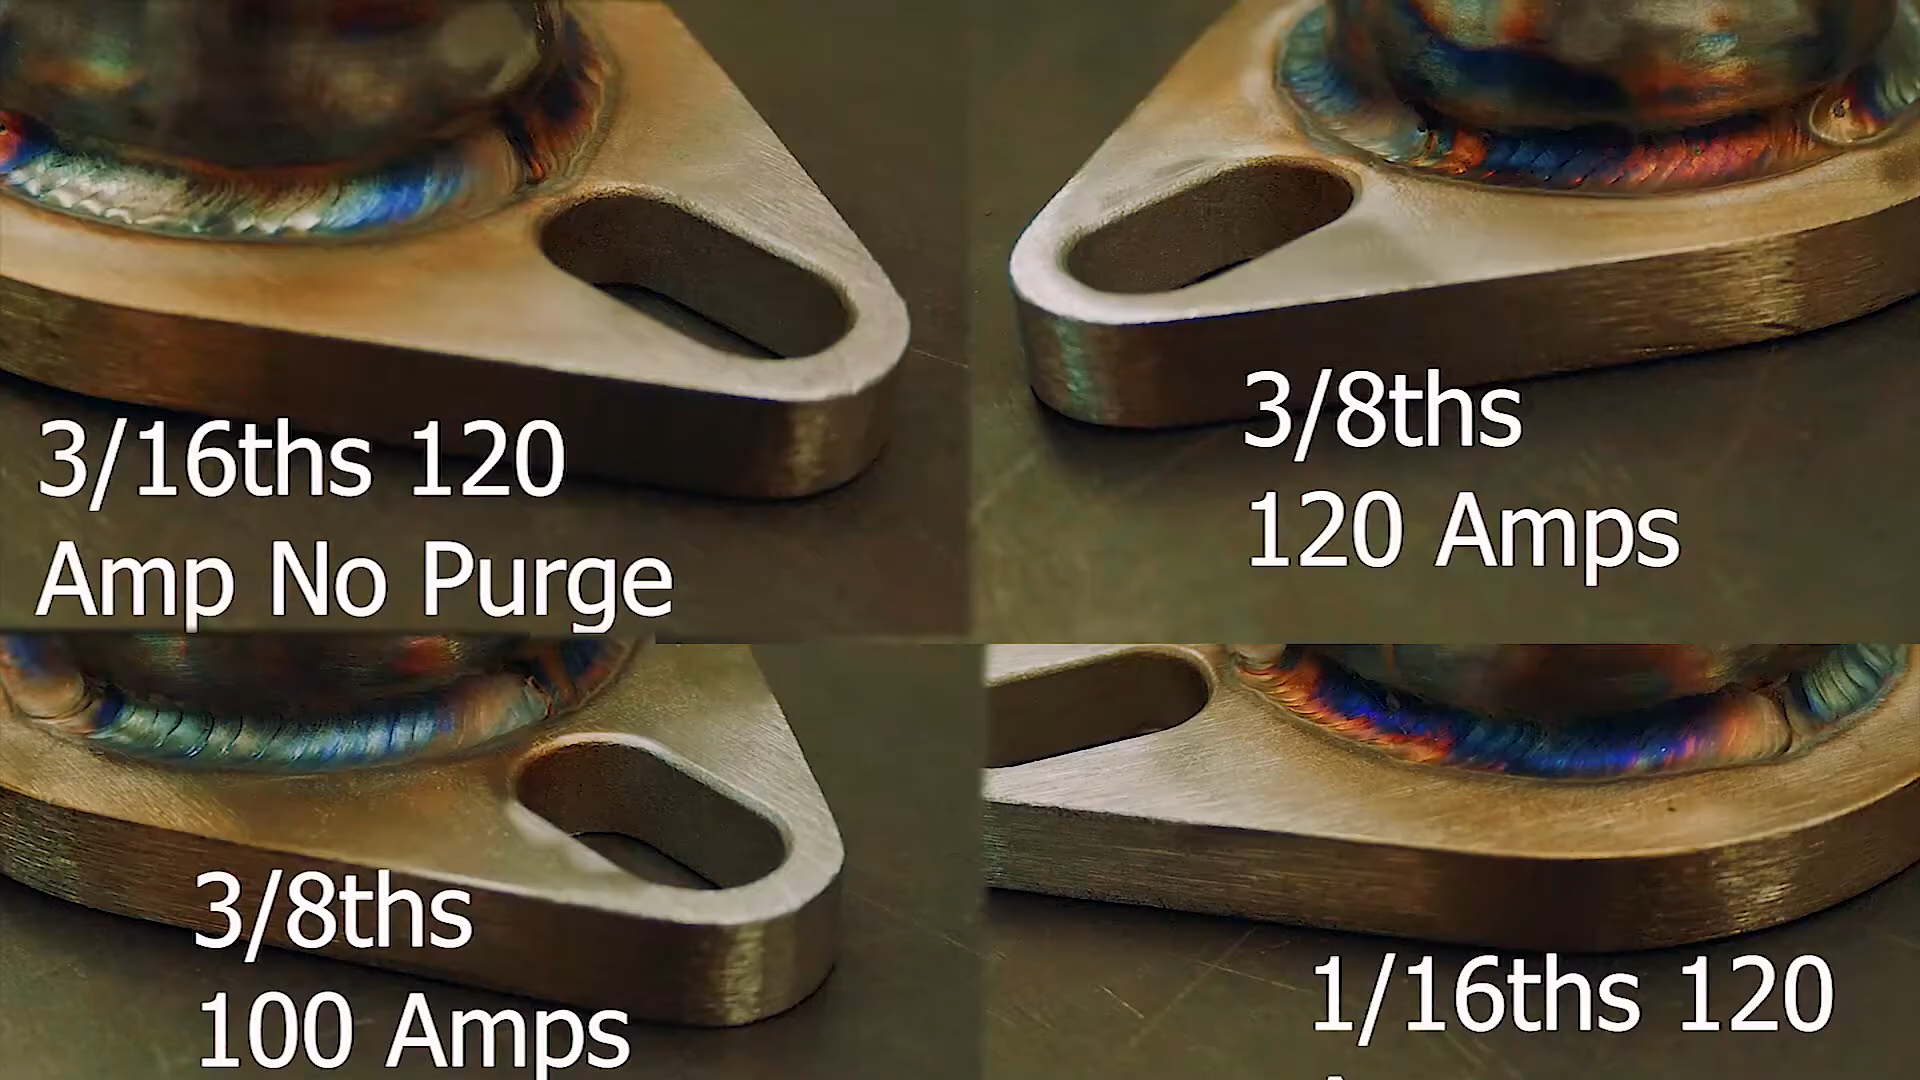 3/16ths 120
Amp No Purge
3/8ths
120 Amps
3/8ths
100 Amps
1/16ths 120